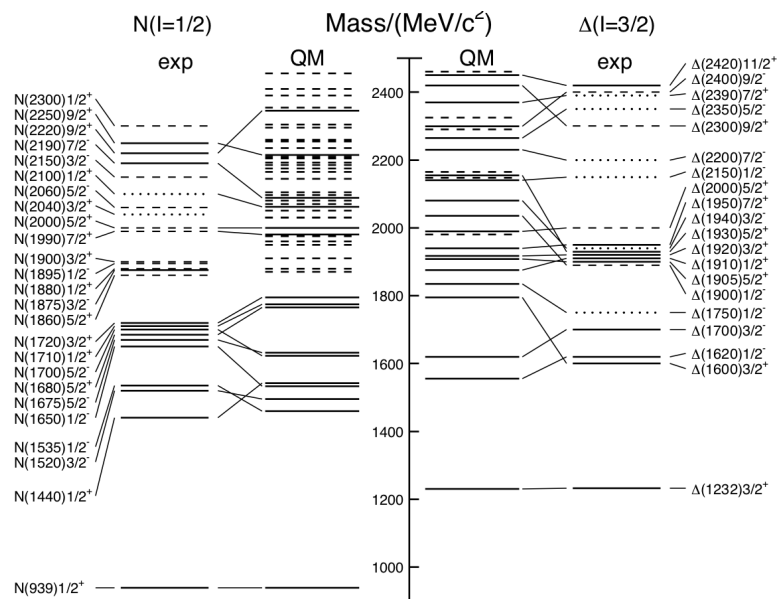 N(I=1/2) Mass/(MeV/c²) Δ(I=3/2)
exp QM QM exp
N(2300)1/2⁺
N(2250)9/2⁻
N(2220)9/2⁺
N(2190)7/2⁻
N(2150)3/2⁻
N(2100)1/2⁺
N(2060)5/2⁻
N(2040)3/2⁺
N(2000)5/2⁺
N(1990)7/2⁺
N(1900)3/2⁺
N(1895)1/2⁻
N(1880)1/2⁺
N(1875)3/2⁻
N(1860)5/2⁺
N(1720)3/2⁺
N(1710)1/2⁺
N(1700)5/2⁻
N(1680)5/2⁺
N(1675)5/2⁻
N(1650)1/2⁻
N(1535)1/2⁻
N(1520)3/2⁻
N(1440)1/2⁺
N(939)1/2⁺
2400
2200
2000
1800
1600
1400
1200
1000
Δ(2420)11/2⁺
Δ(2400)9/2⁻
Δ(2390)7/2⁺
Δ(2350)5/2⁻
Δ(2300)9/2⁺
Δ(2200)7/2⁻
Δ(2150)1/2⁻
Δ(2000)5/2⁺
Δ(1950)7/2⁺
Δ(1940)3/2⁻
Δ(1930)5/2⁻
Δ(1920)3/2⁺
Δ(1910)1/2⁺
Δ(1905)5/2⁺
Δ(1900)1/2⁻
Δ(1750)1/2⁻
Δ(1700)3/2⁻
Δ(1620)1/2⁻
Δ(1600)3/2⁺
Δ(1232)3/2⁺